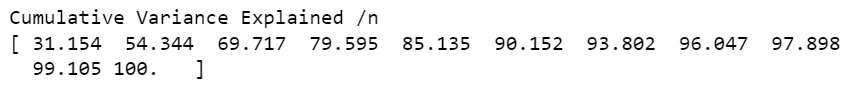 Cumulative Variance Explained /n
[ 31.154 54.344 69.717 79.595 85.135 90.152 93.802 96.047 97.898
99.105 100. ]